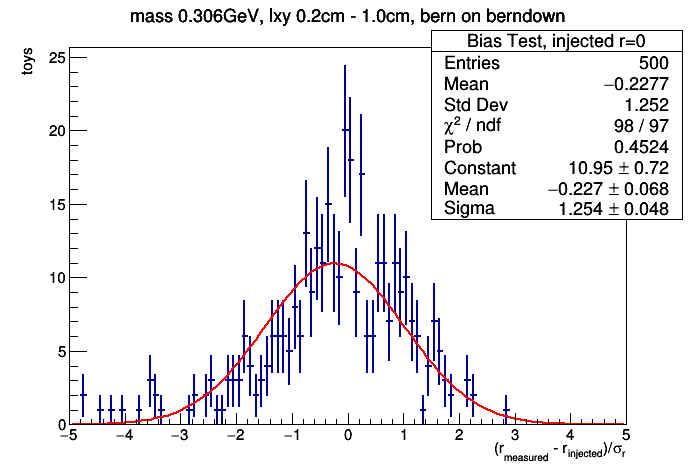 mass 0.306GeV, lxy 0.2cm - 1.0cm, bern on berndown
Bias Test, injected r=0
Entries 500
Mean −0.2277
Std Dev 1.252
χ² / ndf 98 / 97
Prob 0.4524
Constant 10.95 ± 0.72
Mean −0.227 ± 0.068
Sigma 1.254 ± 0.048
toys
25
20
15
10
5
0
−5 −4 −3 −2 −1 0 1 2 3 4 5
(r_measured - r_injected)/σ_r